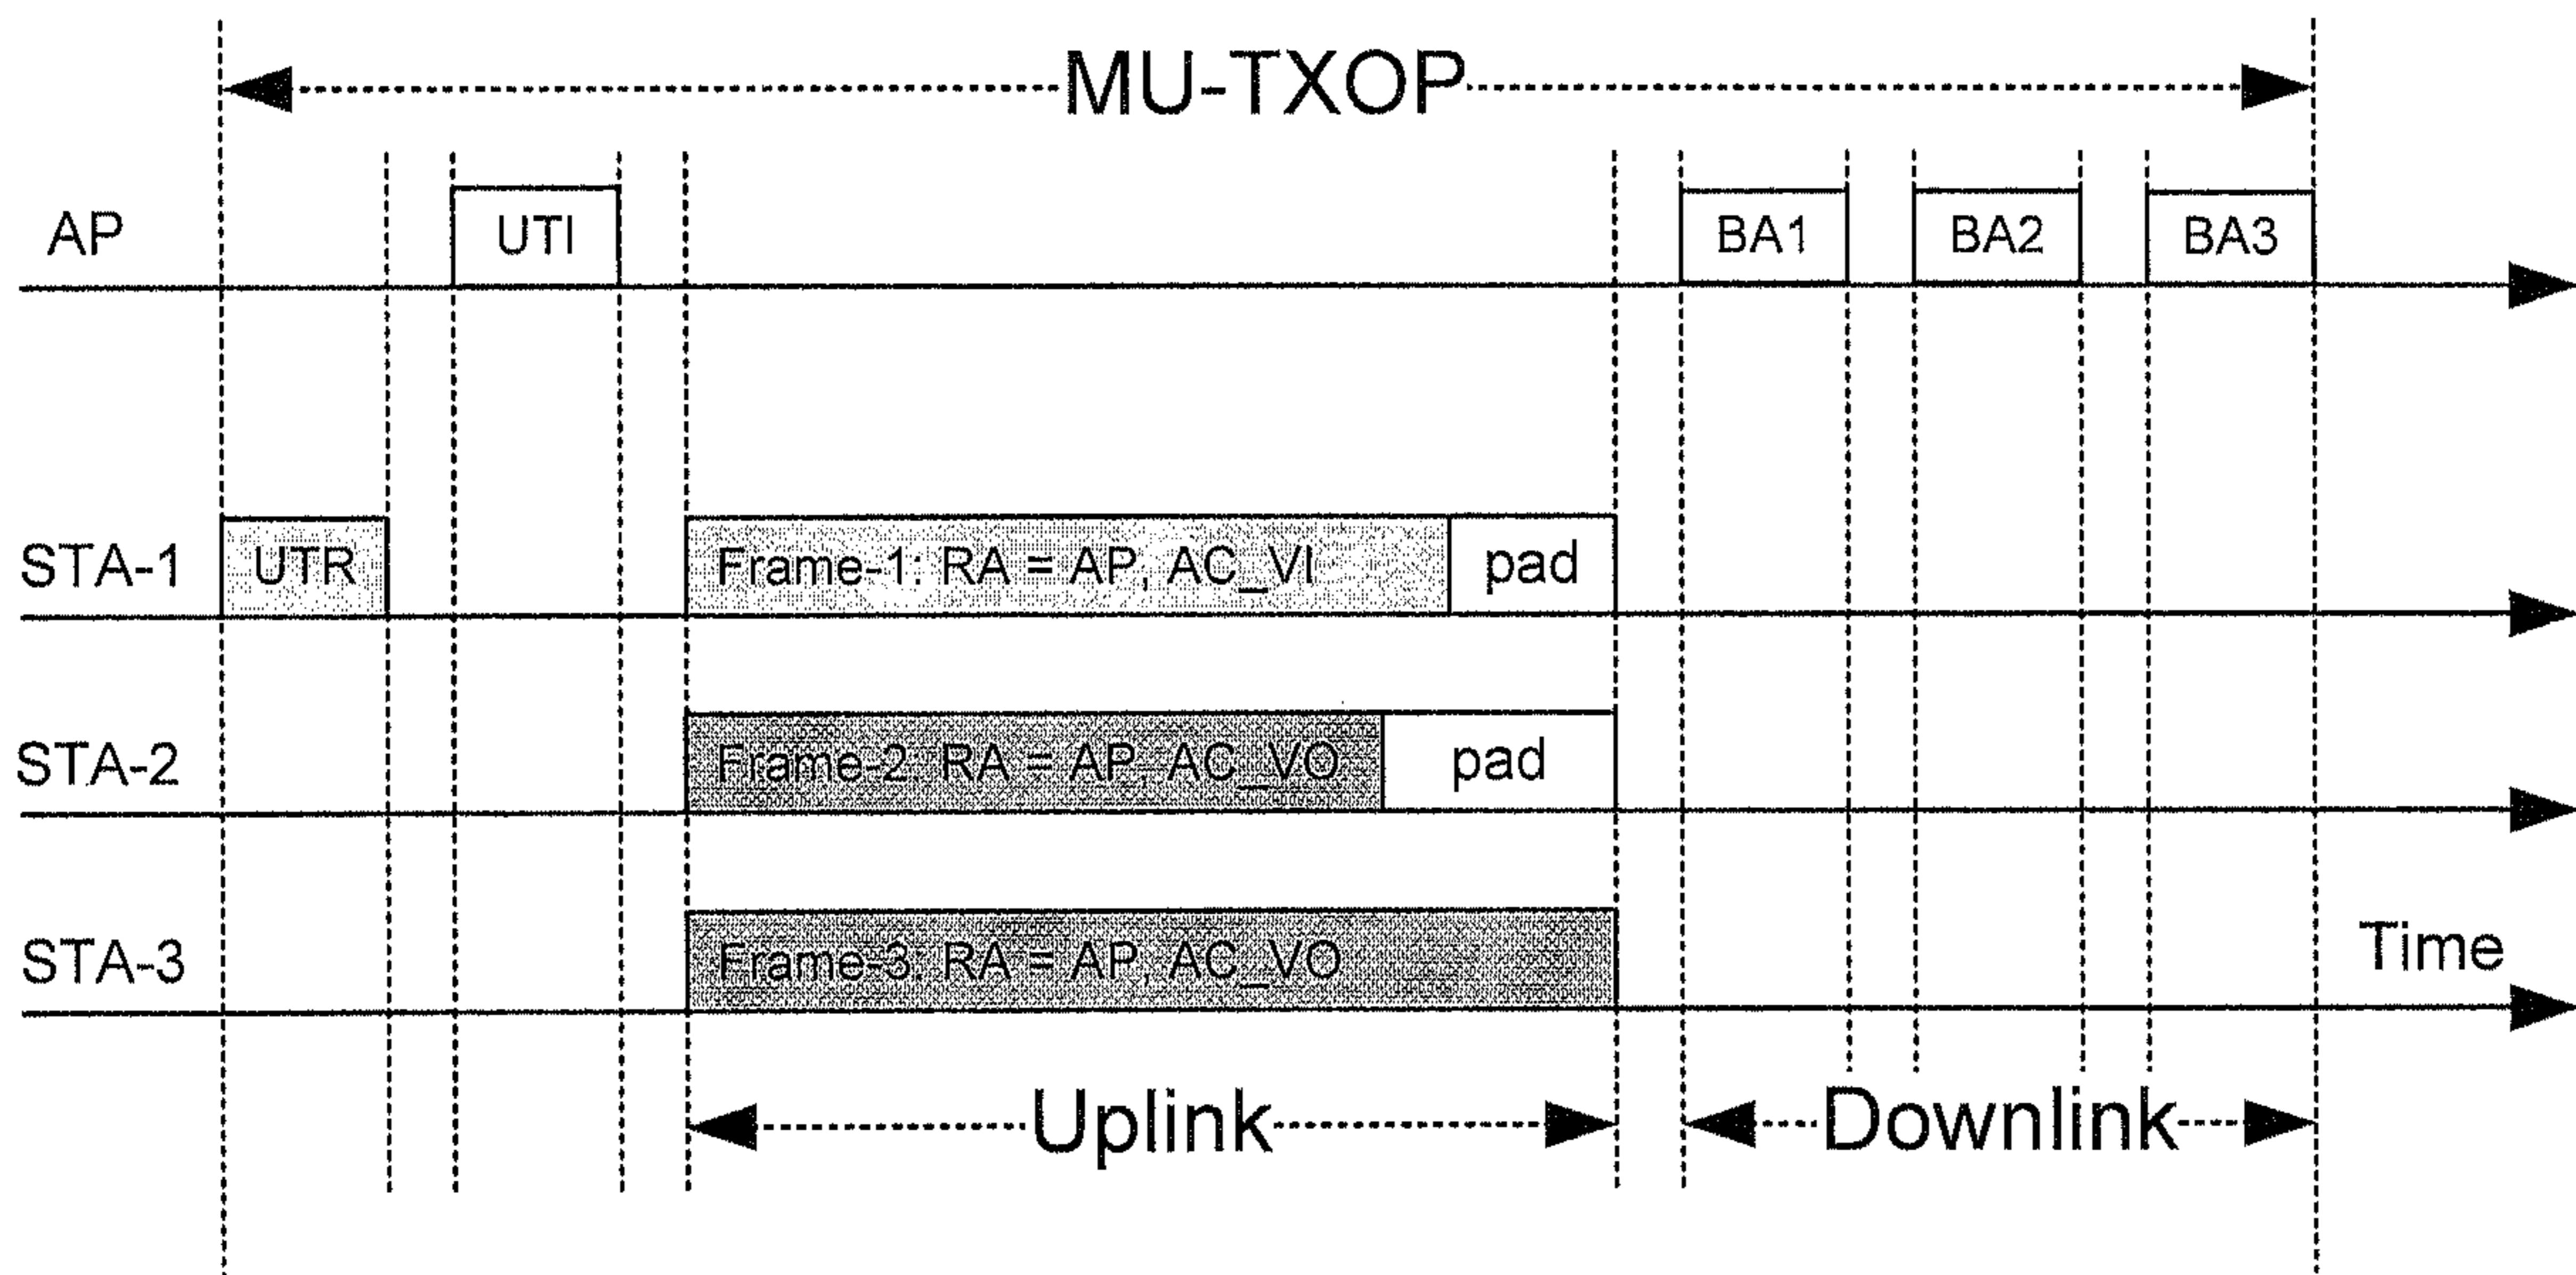 MU-TXOP
AP
UTI
BA1
BA2
BA3
STA-1
UTR
Frame-1: RA = AP, AC_VI
pad
STA-2
Frame-2: RA = AP, AC_VO
pad
STA-3
Frame-3: RA = AP, AC_VO
Time
Uplink
Downlink